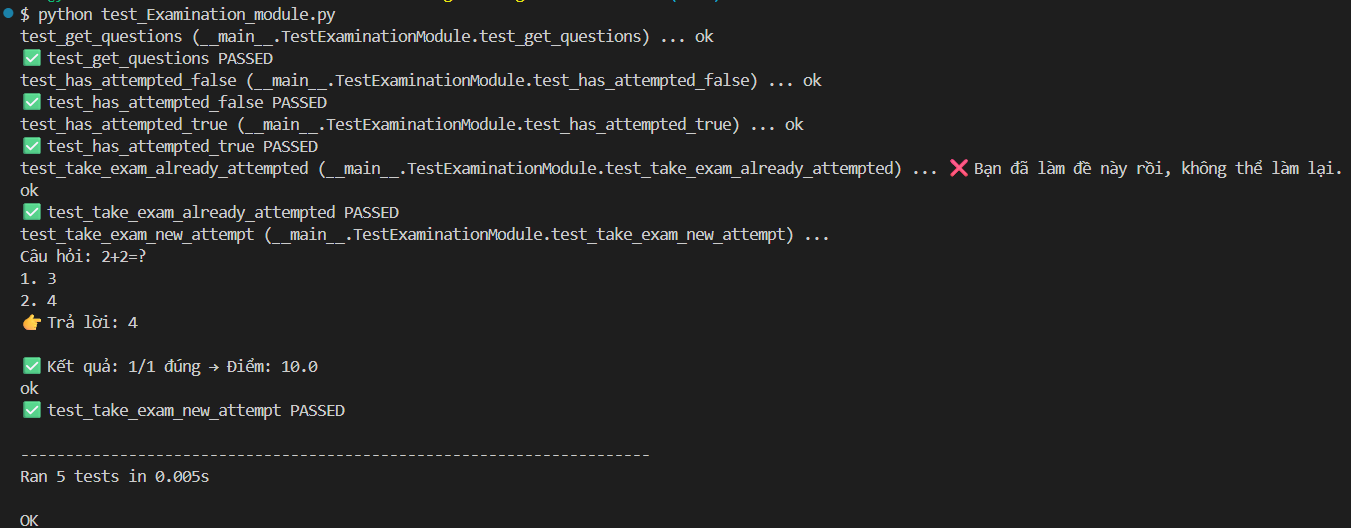 $ python test_Examination_module.py
test_get_questions (__main__.TestExaminationModule.test_get_questions) ... ok
✅ test_get_questions PASSED
test_has_attempted_false (__main__.TestExaminationModule.test_has_attempted_false) ... ok
✅ test_has_attempted_false PASSED
test_has_attempted_true (__main__.TestExaminationModule.test_has_attempted_true) ... ok
✅ test_has_attempted_true PASSED
test_take_exam_already_attempted (__main__.TestExaminationModule.test_take_exam_already_attempted) ... ❌ Bạn đã làm đề này rồi, không thể làm lại.
ok
✅ test_take_exam_already_attempted PASSED
test_take_exam_new_attempt (__main__.TestExaminationModule.test_take_exam_new_attempt) ...
Câu hỏi: 2+2=?
1. 3
2. 4
👉 Trả lời: 4
✅ Kết quả: 1/1 đúng → Điểm: 10.0
ok
✅ test_take_exam_new_attempt PASSED
----------------------------------------------------------------------
Ran 5 tests in 0.005s
OK